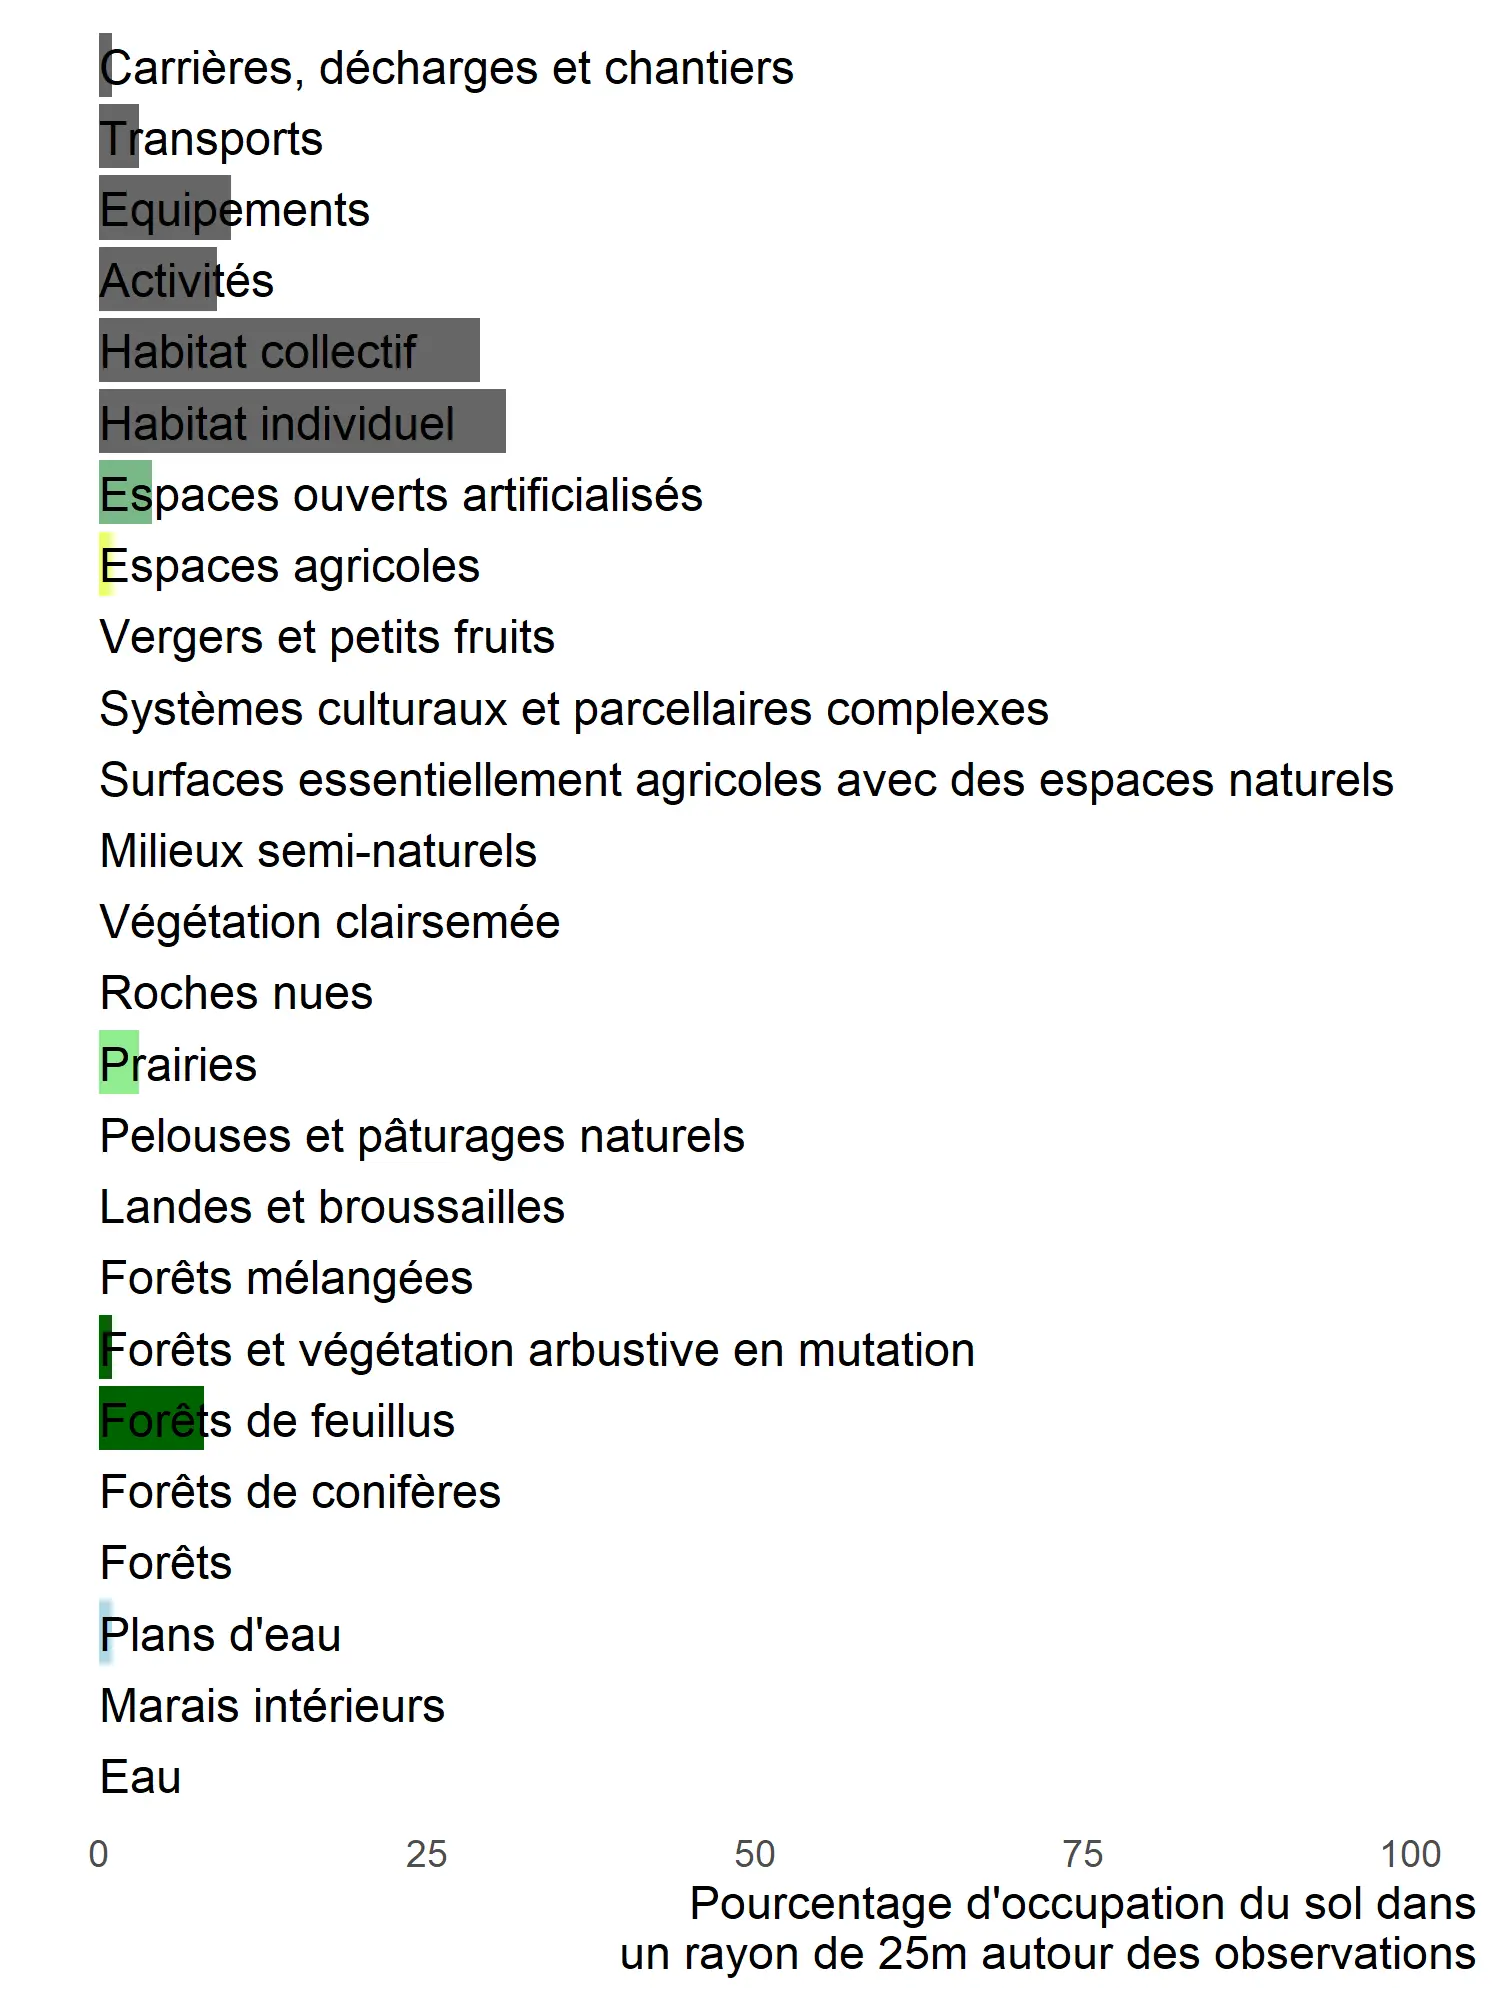 Carrières, décharges et chantiers
Transports
Equipements
Activités
Habitat collectif
Habitat individuel
Espaces ouverts artificialisés
Espaces agricoles
Vergers et petits fruits
Systèmes culturaux et parcellaires complexes
Surfaces essentiellement agricoles avec des espaces naturels
Milieux semi-naturels
Végétation clairsemée
Roches nues
Prairies
Pelouses et pâturages naturels
Landes et broussailles
Forêts mélangées
Forêts et végétation arbustive en mutation
Forêts de feuillus
Forêts de conifères
Forêts
Plans d'eau
Marais intérieurs
Eau
0 25 50 75 100
Pourcentage d'occupation du sol dans
un rayon de 25m autour des observations